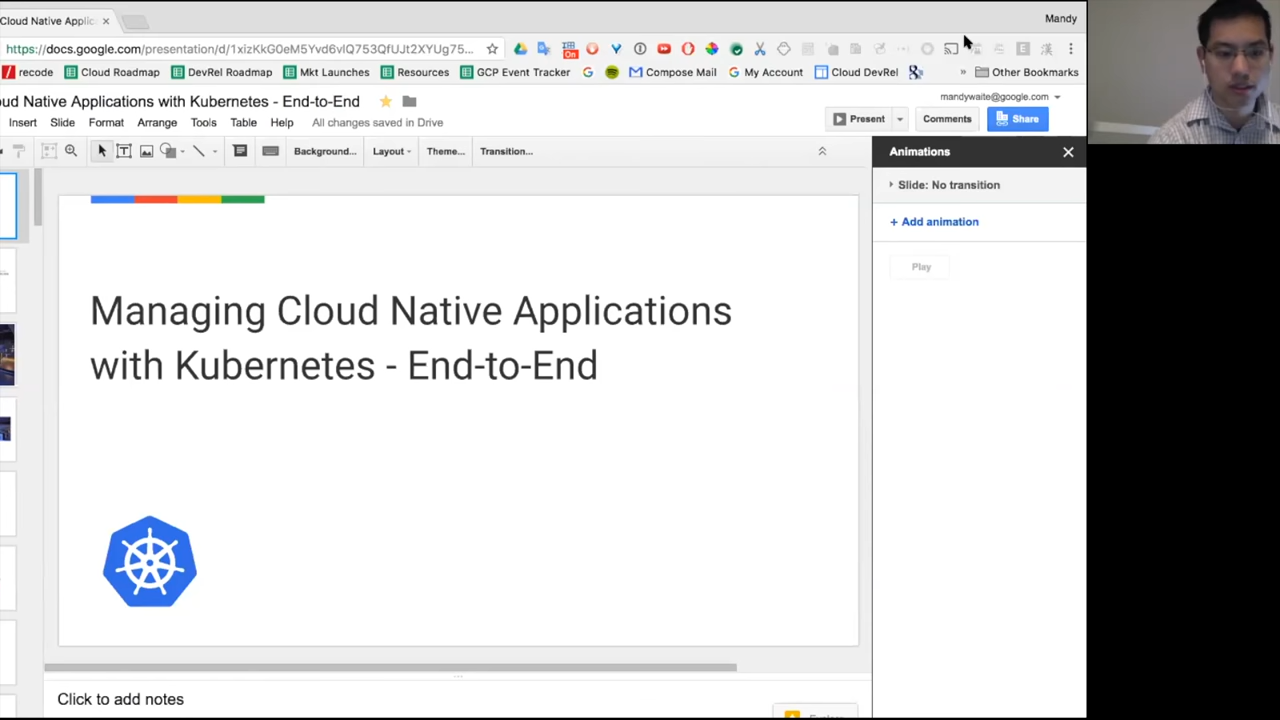 Cloud Native Applic
Mandy
https://docs.google.com/presentation/d/1xizKkG0eM5Yvd6vlQ753QfUJt2XYUg75...
On
recode
Cloud Roadmap
DevRel Roadmap
Mkt Launches
Resources
GCP Event Tracker
Compose Mail
My Account
Cloud DevRel
»
Other Bookmarks
ud Native Applications with Kubernetes - End-to-End
mandywaite@google.com
Insert Slide Format Arrange Tools Table Help All changes saved in Drive
Present
Comments
Share
Background...
Layout
Theme...
Transition...
Animations
Slide: No transition
+ Add animation
Play
Managing Cloud Native Applications
with Kubernetes - End-to-End
Click to add notes